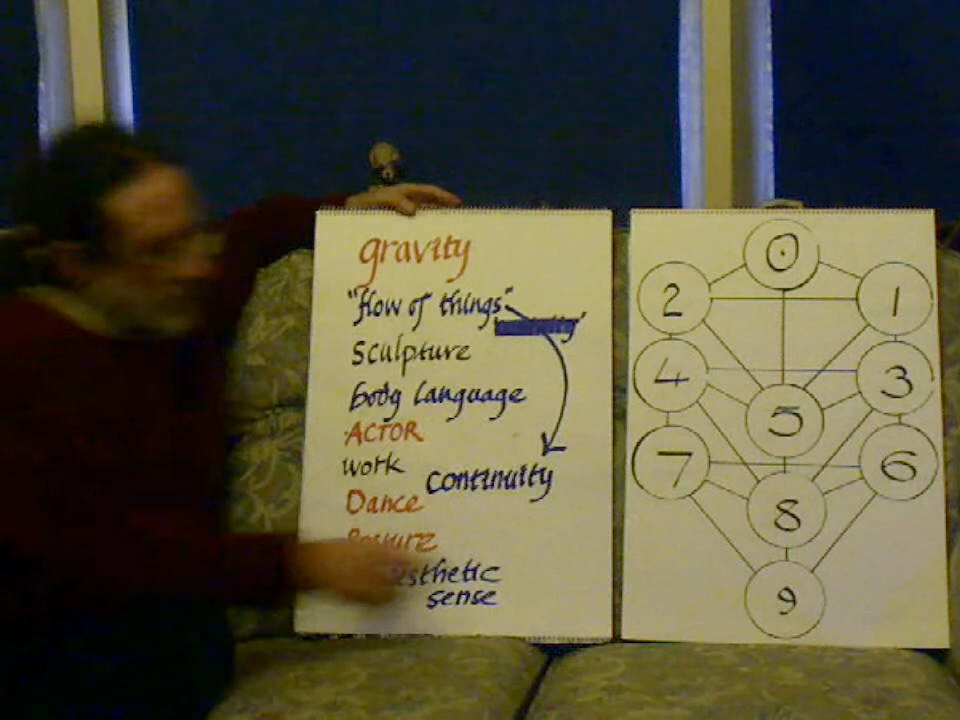 gravity
"flow of things"
Sculpture
body language
ACTOR
work
continuity
Dance
Posture
sense
0
2
1
4
3
5
7
6
8
9